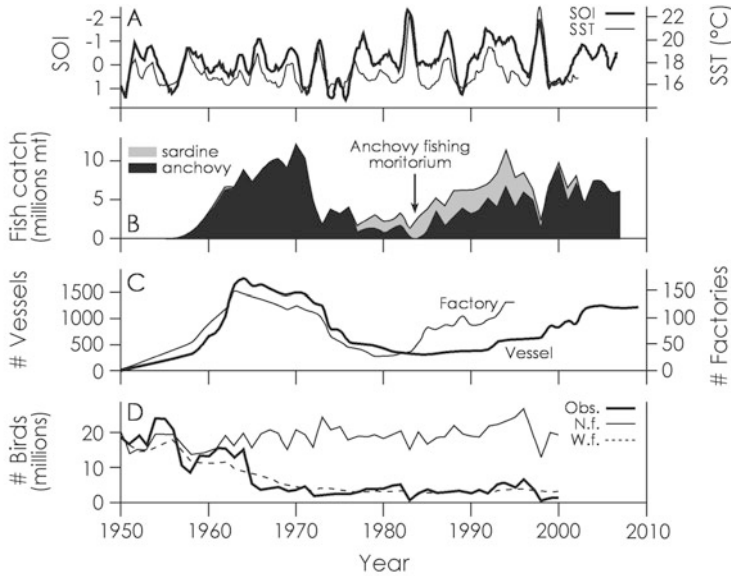 A
SOI
-2
-1
0
1
SOI
SST
22
20
18
16
SST (°C)
B
Fish catch
(millions mt)
10
5
0
sardine
anchovy
Anchovy fishing
moritorium
C
# Vessels
1500
1000
500
0
Factory
Vessel
150
100
50
0
# Factories
D
# Birds
(millions)
20
10
0
Obs.
N.f.
W.f.
1950 1960 1970 1980 1990 2000 2010
Year